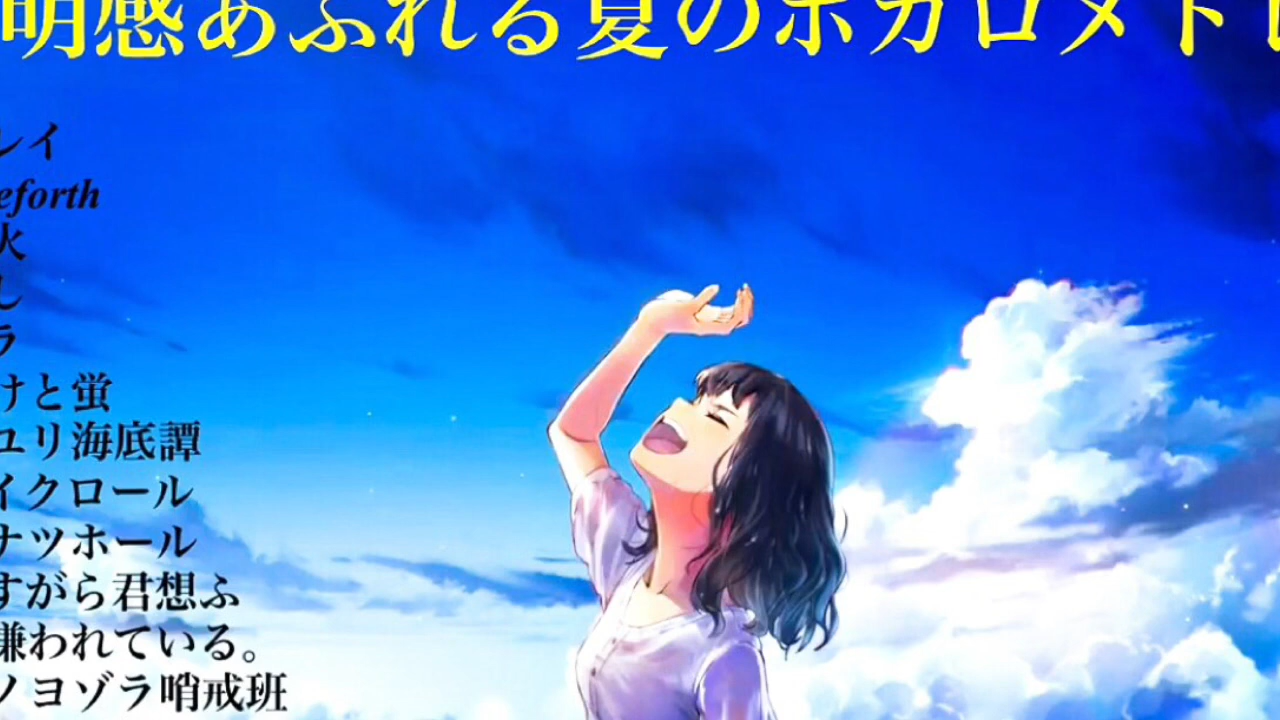 明感あふれる夏のボカロメドレ
レイ
eforth
火
し
ラ
けと蛍
ユリ海底譚
イクロール
ナツホール
すがら君想ふ
嫌われている。
ノヨゾラ哨戒班